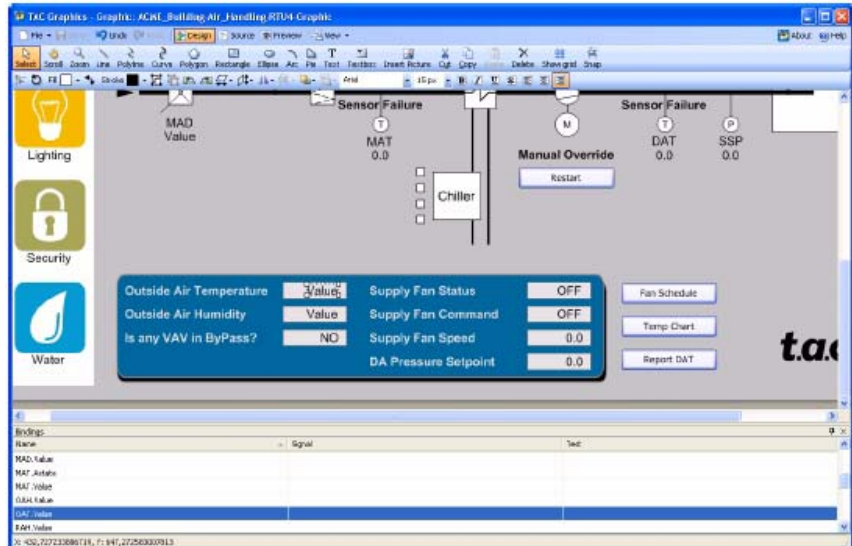 TAC Graphics - Graphic: ACME_Building-Air_Handling-RTU4-Graphic
File Undo Design Source Preview View About Help
Select Scroll Zoom Line Polyline Curve Polygon Rectangle Ellipse Arc Pie Text Textbox Insert Picture Cut Copy Delete Show grid Snap
Fill Stroke Arial 15 px B
Sensor Failure Sensor Failure
MAD T M T P
Value MAT DAT SSP
Lighting 0.0 Manual Override 0.0 0.0
Restart
Chiller
Security
Outside Air Temperature Value Supply Fan Status OFF Fan Schedule
Outside Air Humidity Value Supply Fan Command OFF Temp Chart
Is any VAV in ByPass? NO Supply Fan Speed 0.0
Water DA Pressure Setpoint 0.0 Report DAT
t.a.c
Bindings
Name Signal Test
MAD.Value
MAT.Value
OAH.Value
OAT.Value
RAH.Value